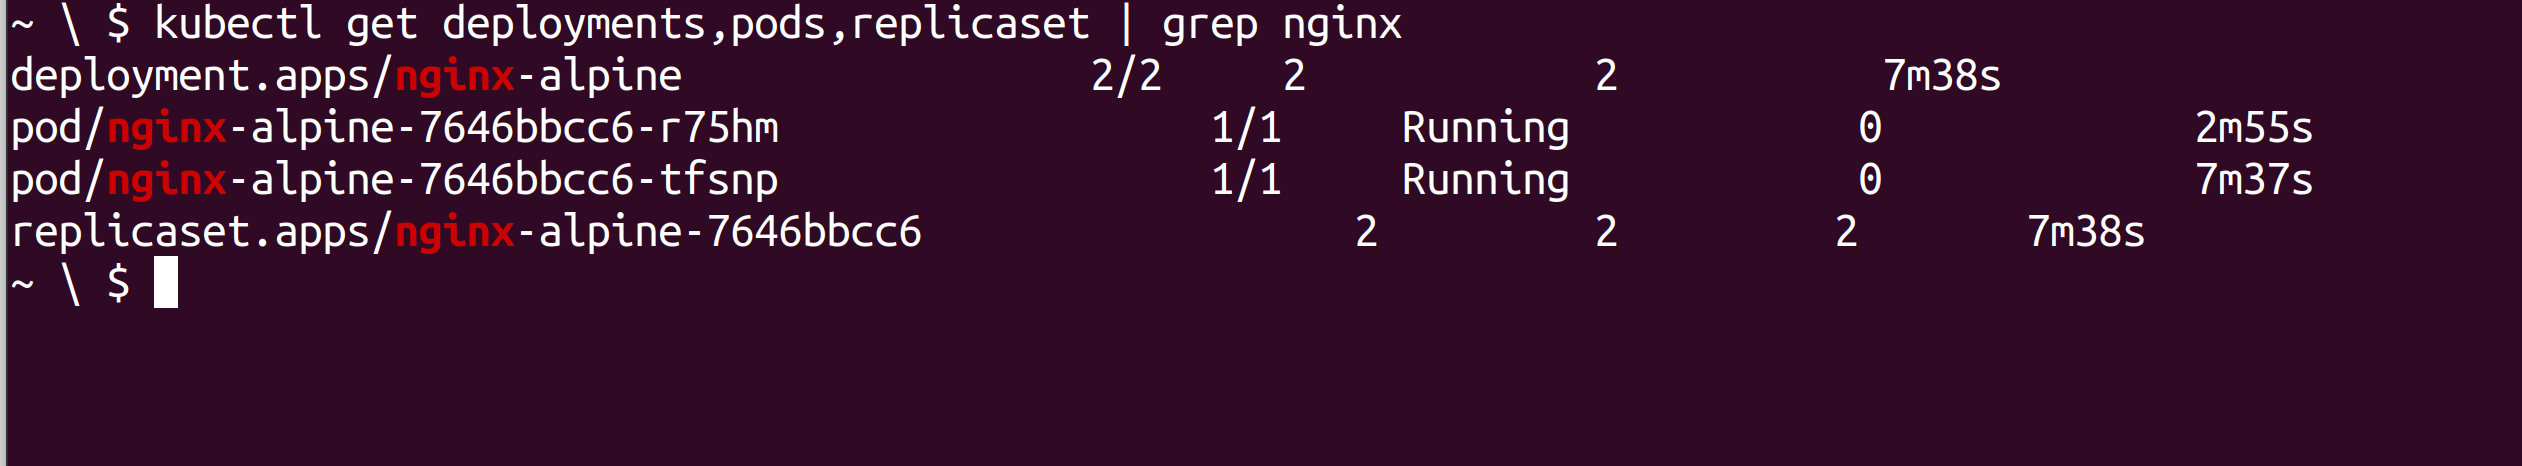 ~ \ $ kubectl get deployments,pods,replicaset | grep nginx
deployment.apps/nginx-alpine 2/2 2 2 7m38s
pod/nginx-alpine-7646bbcc6-r75hm 1/1 Running 0 2m55s
pod/nginx-alpine-7646bbcc6-tfsnp 1/1 Running 0 7m37s
replicaset.apps/nginx-alpine-7646bbcc6 2 2 2 7m38s
~ \ $